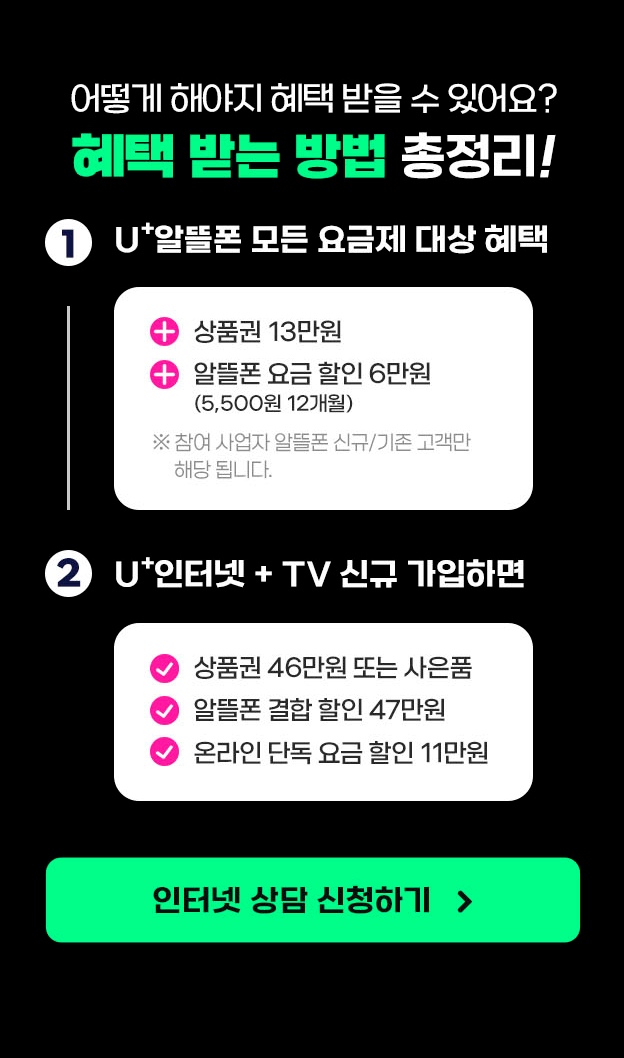 어떻게 해야지 혜택 받을 수 있어요?
혜택 받는 방법 총정리!
1 U+알뜰폰 모든 요금제 대상 혜택
상품권 13만원
알뜰폰 요금 할인 6만원
(5,500원 12개월)
※ 참여 사업자 알뜰폰 신규/기존 고객만
해당 됩니다.
2 U+인터넷 + TV 신규 가입하면
상품권 46만원 또는 사은품
알뜰폰 결합 할인 47만원
온라인 단독 요금 할인 11만원
인터넷 상담 신청하기 >